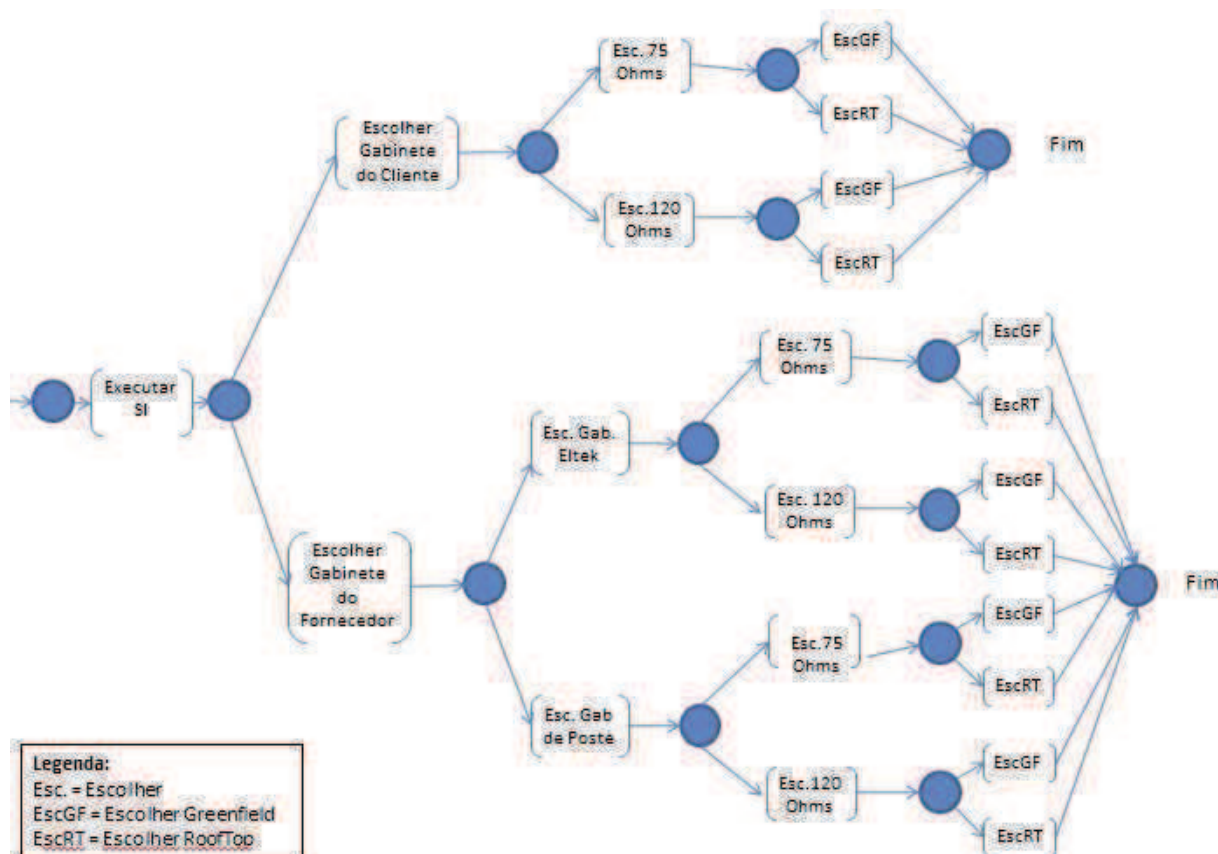 Esc. 75
Ohms
EscGF
EscRT
Escolher
Gabinete
do Cliente
Fim
Esc.120
Ohms
EscGF
EscRT
Executar
SI
Esc. 75
Ohms
EscGF
EscRT
Esc. Gab.
Eltek
Esc. 120
Ohms
EscGF
EscRT
Escolher
Gabinete
do
Fornecedor
Fim
Esc.75
Ohms
EscGF
EscRT
Esc. Gab
de Poste
Esc.120
Ohms
EscGF
EscRT
Legenda:
Esc. = Escolher
EscGF = Escolher Greenfield
EscRT = Escolher RoofTop